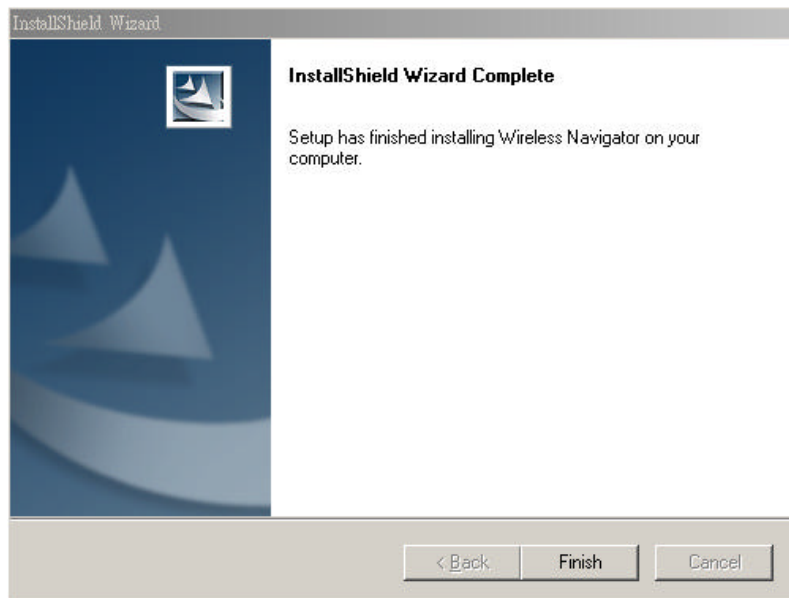 InstallShield Wizard
InstallShield Wizard Complete
Setup has finished installing Wireless Navigator on your
computer.
< Back
Finish
Cancel